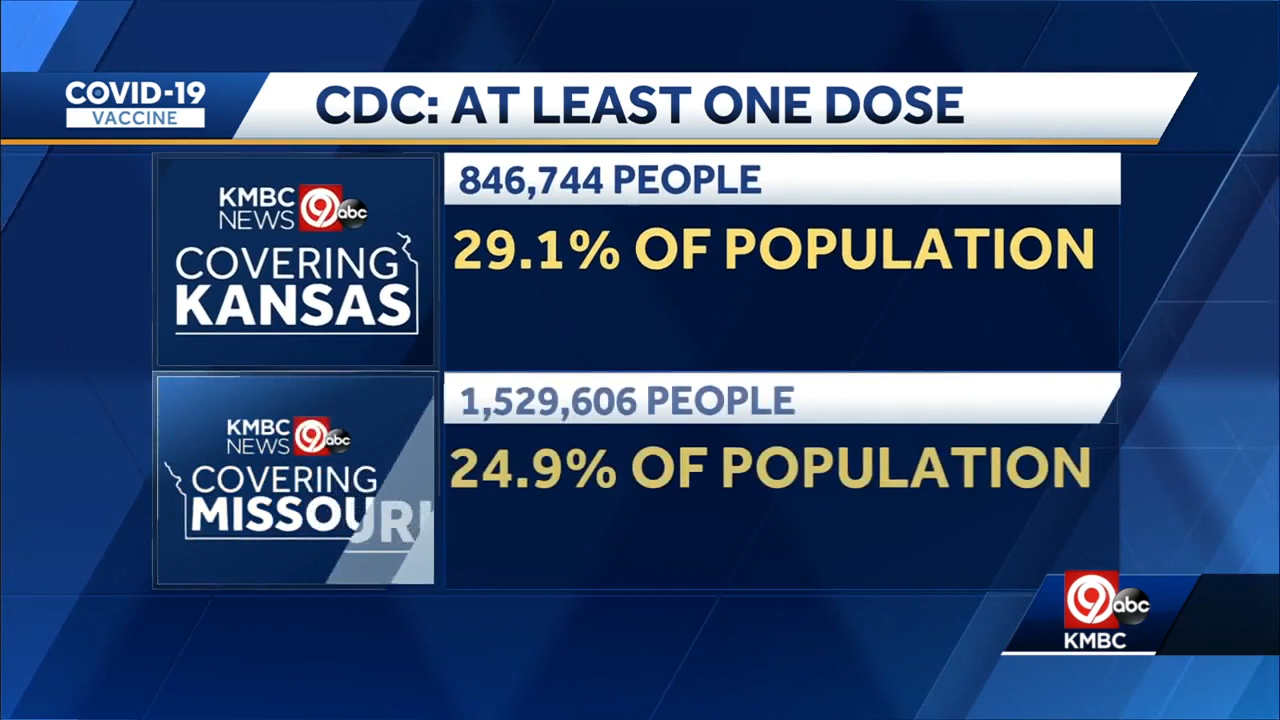 COVID-19
VACCINE
CDC: AT LEAST ONE DOSE
KMBC
NEWS 9 abc
COVERING
KANSAS
846,744 PEOPLE
29.1% OF POPULATION
KMBC
NEWS 9 abc
COVERING
MISSOURI
1,529,606 PEOPLE
24.9% OF POPULATION
9 abc
KMBC